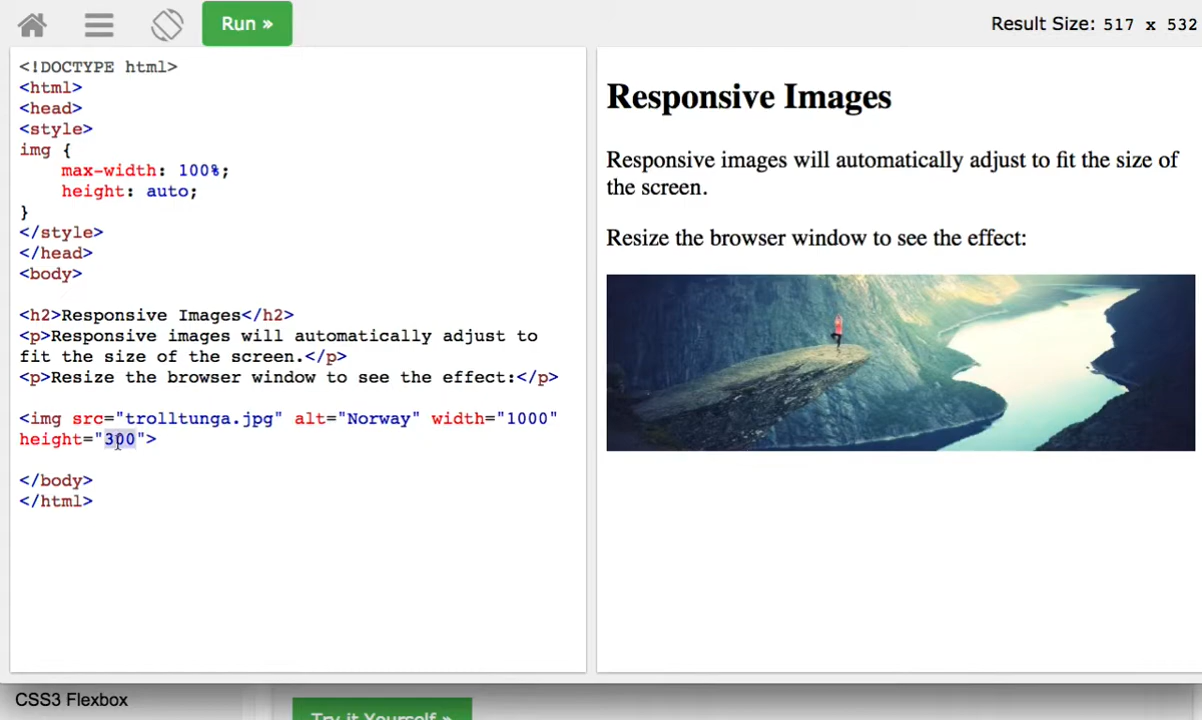 Run »
Result Size: 517 x 532
<!DOCTYPE html>
<html>
<head>
<style>
img {
    max-width: 100%;
    height: auto;
}
</style>
</head>
<body>
<h2>Responsive Images</h2>
<p>Responsive images will automatically adjust to
fit the size of the screen.</p>
<p>Resize the browser window to see the effect:</p>
<img src="trolltunga.jpg" alt="Norway" width="1000"
height="300">
</body>
</html>
Responsive Images
Responsive images will automatically adjust to fit the size of
the screen.
Resize the browser window to see the effect:
CSS3 Flexbox
Try it Yourself »